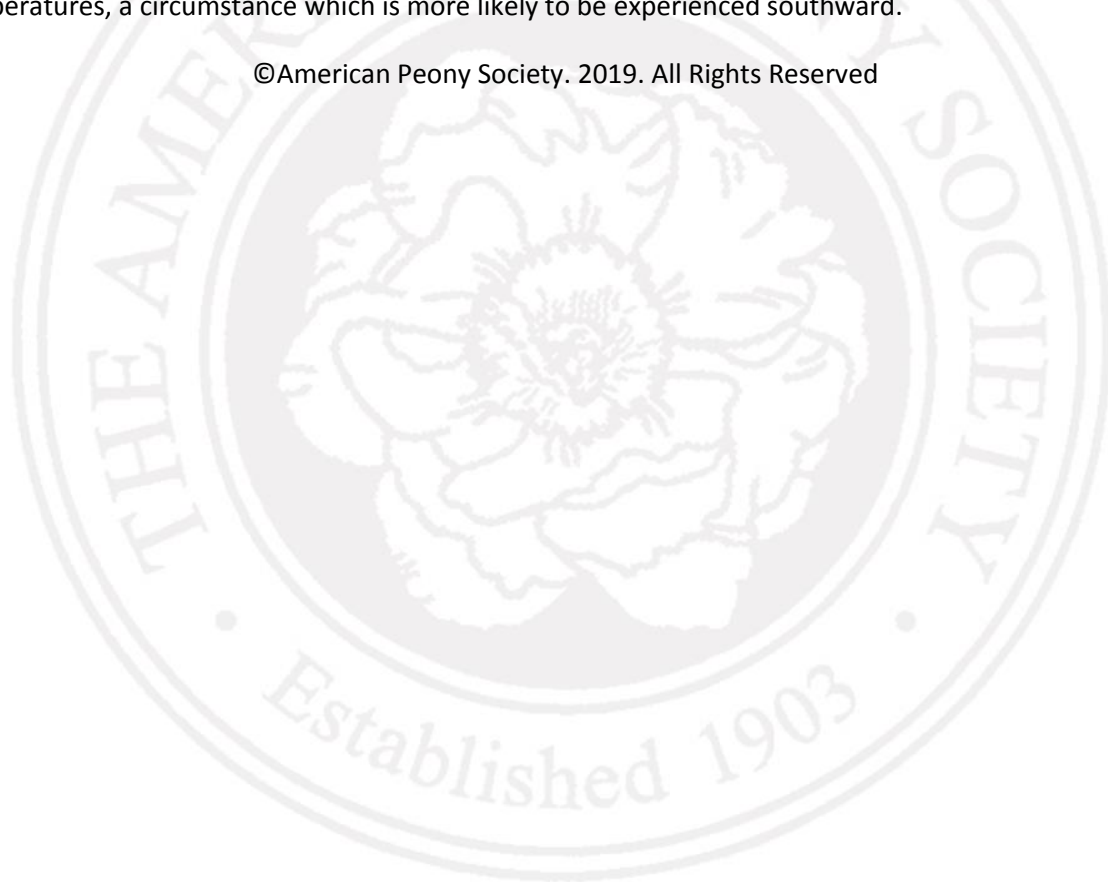 peratures, a circumstance which is more likely to be experienced southward.
©American Peony Society. 2019. All Rights Reserved
THE AMER
Y SOCIETY
• Established 1903 •